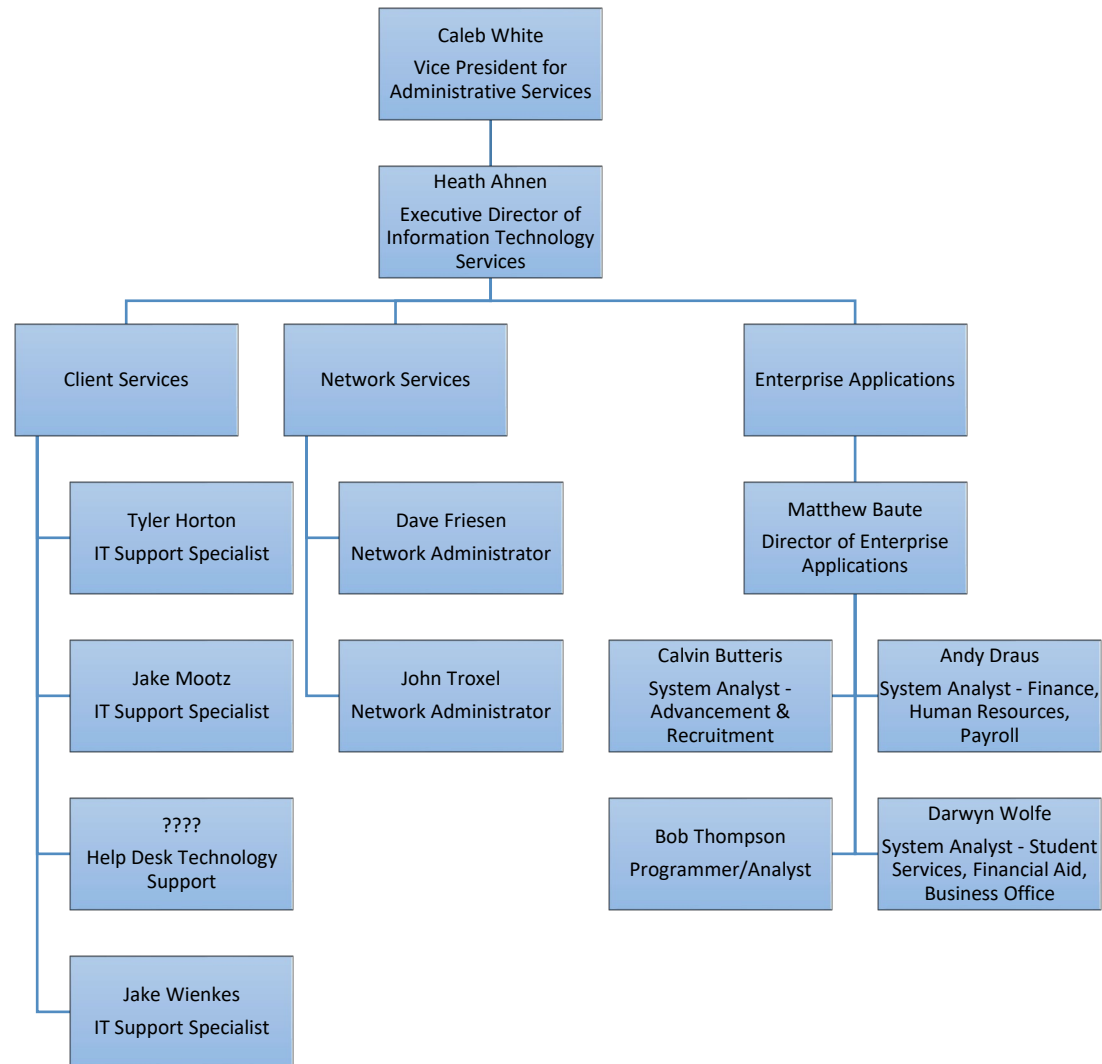 Caleb White
Vice President for
Administrative Services
Heath Ahnen
Executive Director of
Information Technology
Services
Client Services
Network Services
Enterprise Applications
Tyler Horton
IT Support Specialist
Dave Friesen
Network Administrator
Matthew Baute
Director of Enterprise
Applications
Jake Mootz
IT Support Specialist
John Troxel
Network Administrator
Calvin Butteris
System Analyst -
Advancement &
Recruitment
Andy Draus
System Analyst - Finance,
Human Resources,
Payroll
????
Help Desk Technology
Support
Bob Thompson
Programmer/Analyst
Darwyn Wolfe
System Analyst - Student
Services, Financial Aid,
Business Office
Jake Wienkes
IT Support Specialist